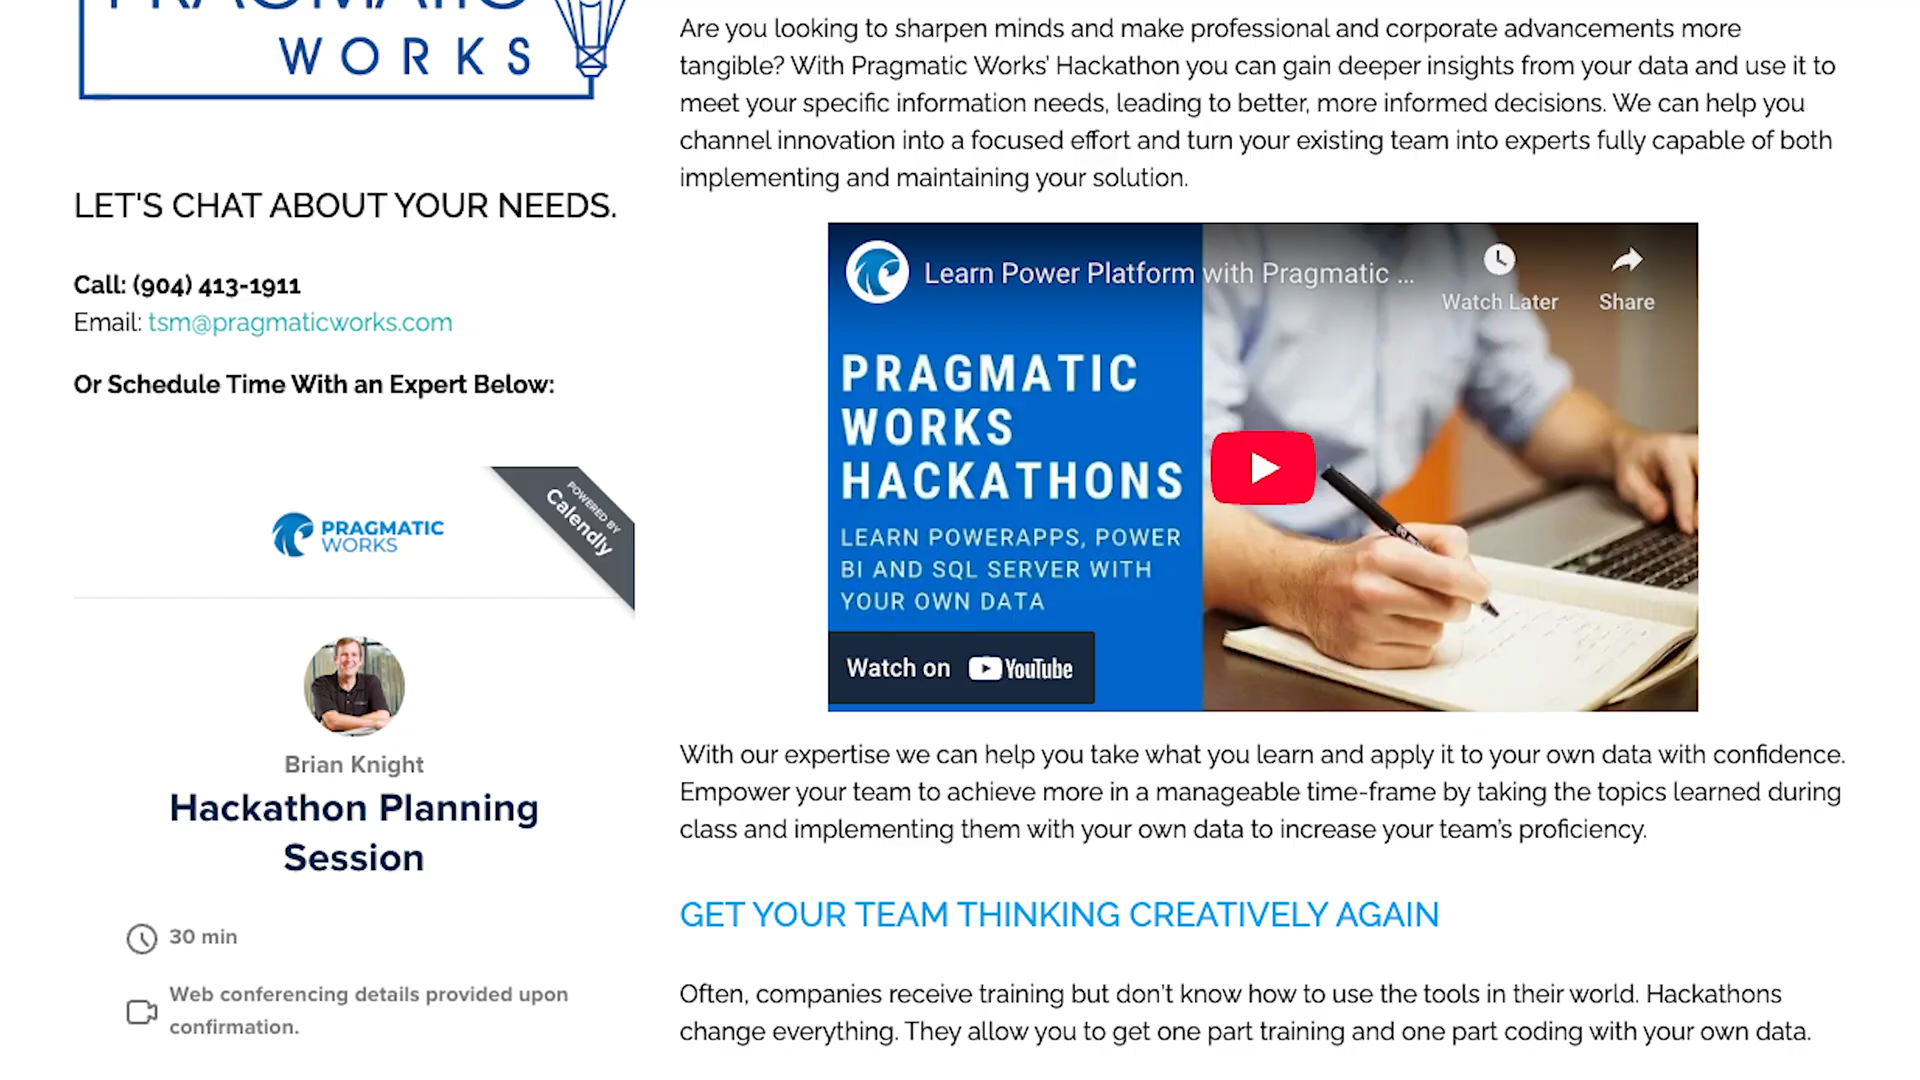 PRAGMATIC
WORKS
LET'S CHAT ABOUT YOUR NEEDS.
Call: (904) 413-1911
Email: tsm@pragmaticworks.com
Or Schedule Time With an Expert Below:
POWERED BY
Calendly
PRAGMATIC
WORKS
Brian Knight
Hackathon Planning
Session
30 min
Web conferencing details provided upon
confirmation.
Are you looking to sharpen minds and make professional and corporate advancements more
tangible? With Pragmatic Works' Hackathon you can gain deeper insights from your data and use it to
meet your specific information needs, leading to better, more informed decisions. We can help you
channel innovation into a focused effort and turn your existing team into experts fully capable of both
implementing and maintaining your solution.
Learn Power Platform with Pragmatic ...
Watch Later
Share
PRAGMATIC
WORKS
HACKATHONS
LEARN POWERAPPS, POWER
BI AND SQL SERVER WITH
YOUR OWN DATA
Watch on YouTube
With our expertise we can help you take what you learn and apply it to your own data with confidence.
Empower your team to achieve more in a manageable time-frame by taking the topics learned during
class and implementing them with your own data to increase your team's proficiency.
GET YOUR TEAM THINKING CREATIVELY AGAIN
Often, companies receive training but don't know how to use the tools in their world. Hackathons
change everything. They allow you to get one part training and one part coding with your own data.